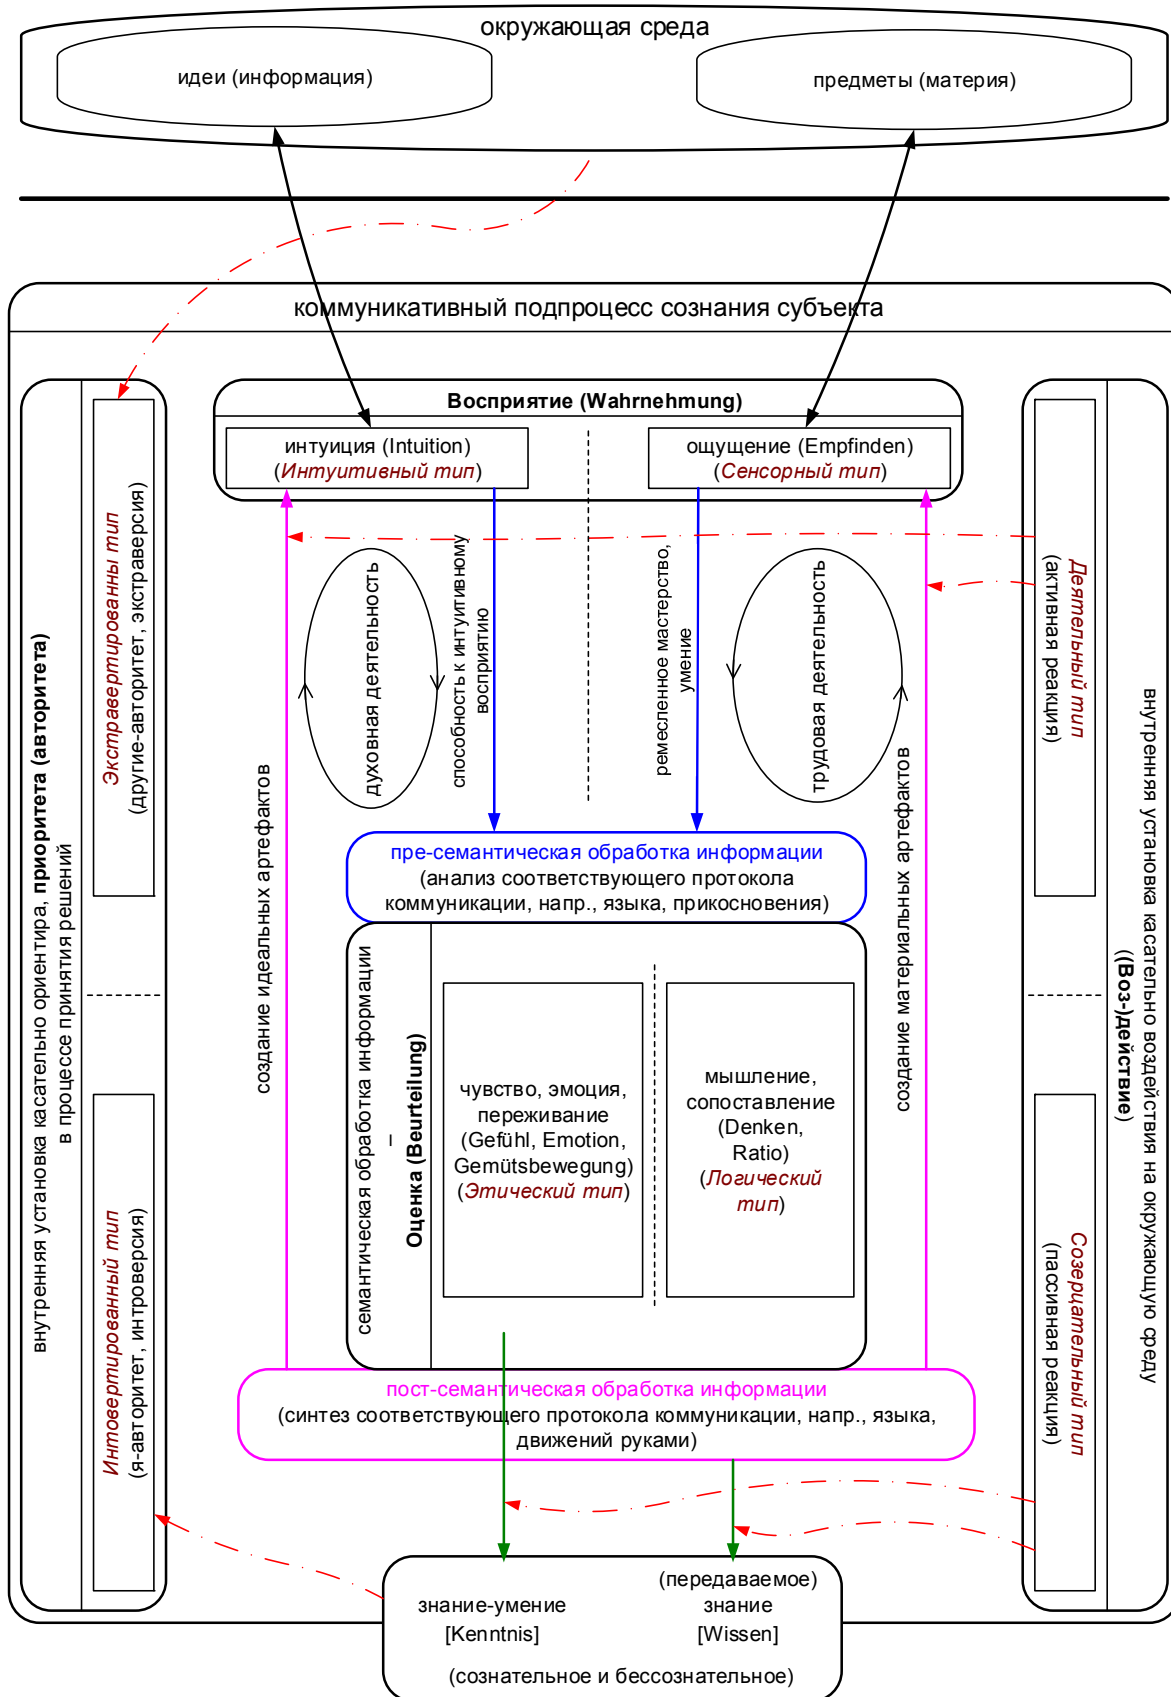 окружающая среда
идеи (информация)
предметы (материя)
коммуникативный подпроцесс сознания субъекта
внутренняя установка касательно ориентира, приоритета (авторитета)
в процессе принятия решений
Экстравертированны тип
(другие-авторитет, экстраверсия)
Интовертированный тип
(я-авторитет, интроверсия)
Восприятие (Wahrnehmung)
интуиция (Intuition)
(Интуитивный тип)
ощущение (Empfinden)
(Сенсорный тип)
создание идеальных артефактов
духовная деятельность
способность к интуитивному
восприятию
ремесленное мастерство,
умение
трудовая деятельность
создание материальных артефактов
пре-семантическая обработка информации
(анализ соответствующего протокола
коммуникации, напр., языка, прикосновения)
семантическая обработка информации
–
Оценка (Beurteilung)
чувство, эмоция,
переживание
(Gefühl, Emotion,
Gemütsbewegung)
(Этический тип)
мышление,
сопоставление
(Denken,
Ratio)
(Логический
тип)
пост-семантическая обработка информации
(синтез соответствующего протокола коммуникации, напр., языка,
движений руками)
Деятельный тип
(активная реакция)
Созерцательный тип
(пассивная реакция)
внутренняя установка касательно воздействия на окружающую среду
((Воз-)действие)
знание-умение
[Kenntnis]
(передаваемое)
знание
[Wissen]
(сознательное и бессознательное)